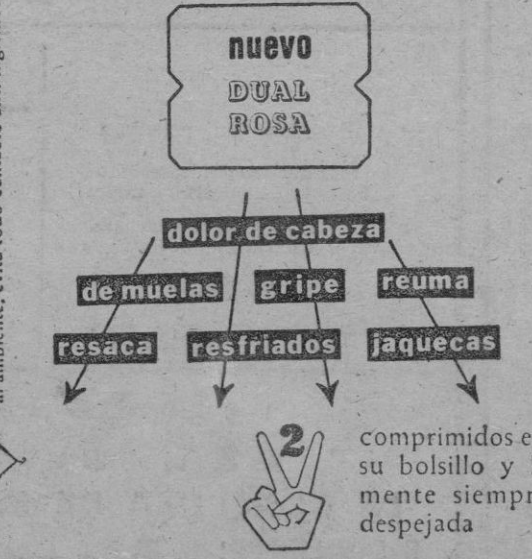 nuevo
DUAL
ROSA
dolor de cabeza
de muelas gripe reuma
resaca resfriados jaquecas
2
comprimidos e
su bolsillo y
mente siempr
despejada